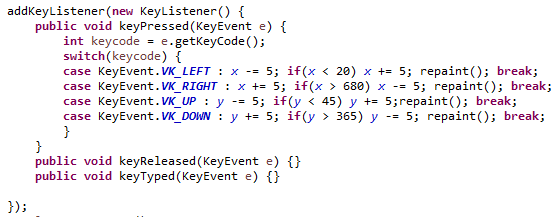 addKeyListener(new KeyListener() {
public void keyPressed(KeyEvent e) {
int keycode = e.getKeyCode();
switch(keycode) {
case KeyEvent.VK_LEFT : x -= 5; if(x < 20) x += 5; repaint(); break;
case KeyEvent.VK_RIGHT : x += 5; if(x > 680) x -= 5; repaint(); break;
case KeyEvent.VK_UP : y -= 5; if(y < 45) y += 5;repaint(); break;
case KeyEvent.VK_DOWN : y += 5; if(y > 365) y -= 5; repaint(); break;
}
}
public void keyReleased(KeyEvent e) {}
public void keyTyped(KeyEvent e) {}
});